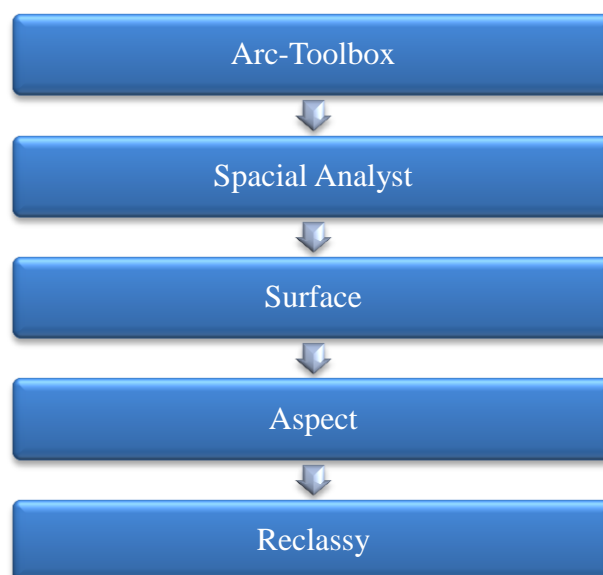 Arc-Toolbox
Spacial Analyst
Surface
Aspect
Reclassy